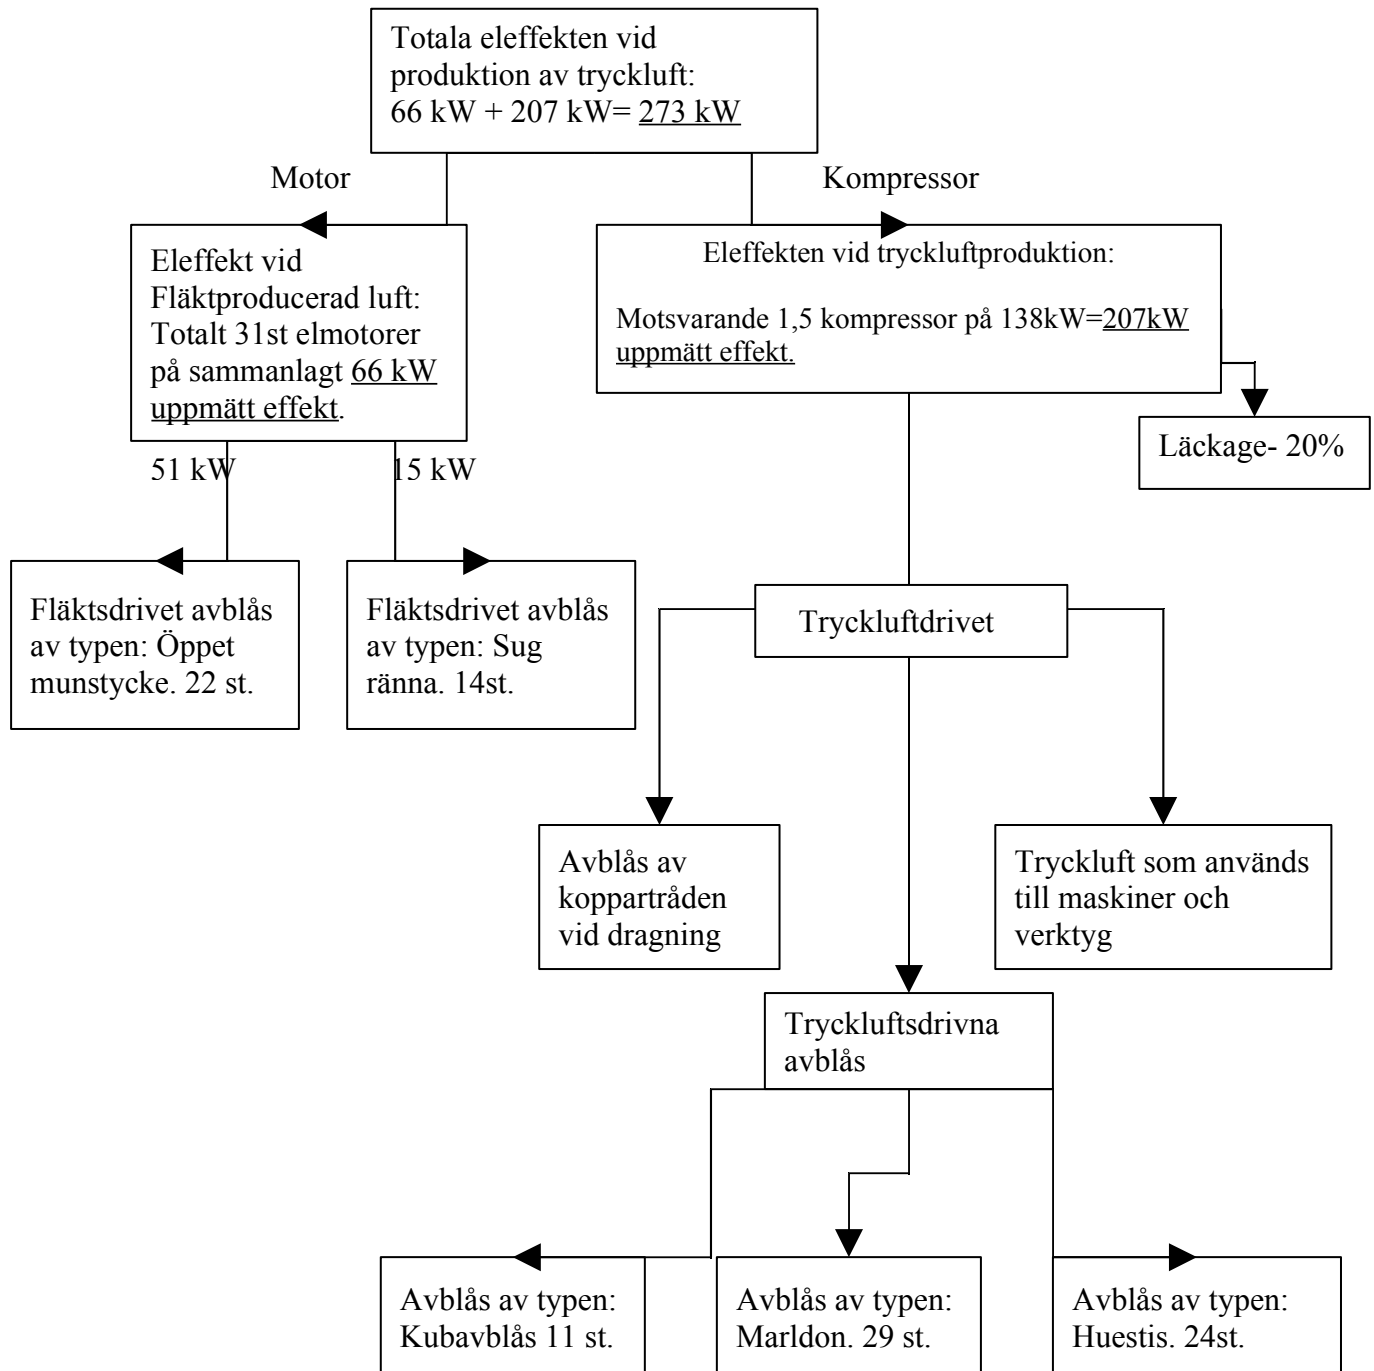 Totala eleffekten vid
produktion av tryckluft:
66 kW + 207 kW= 273 kW
Motor
Kompressor
Eleffekt vid
Fläktproducerad luft:
Totalt 31st elmotorer
på sammanlagt 66 kW
uppmätt effekt.
Eleffekten vid tryckluftproduktion:
Motsvarande 1,5 kompressor på 138kW=207kW
uppmätt effekt.
Läckage- 20%
51 kW
15 kW
Fläktsdrivet avblås
av typen: Öppet
munstycke. 22 st.
Fläktsdrivet avblås
av typen: Sug
ränna. 14st.
Tryckluftdrivet
Avblås av
koppartråden
vid dragning
Tryckluft som används
till maskiner och
verktyg
Tryckluftsdrivna
avblås
Avblås av typen:
Kubavblås 11 st.
Avblås av typen:
Marldon. 29 st.
Avblås av typen:
Huestis. 24st.